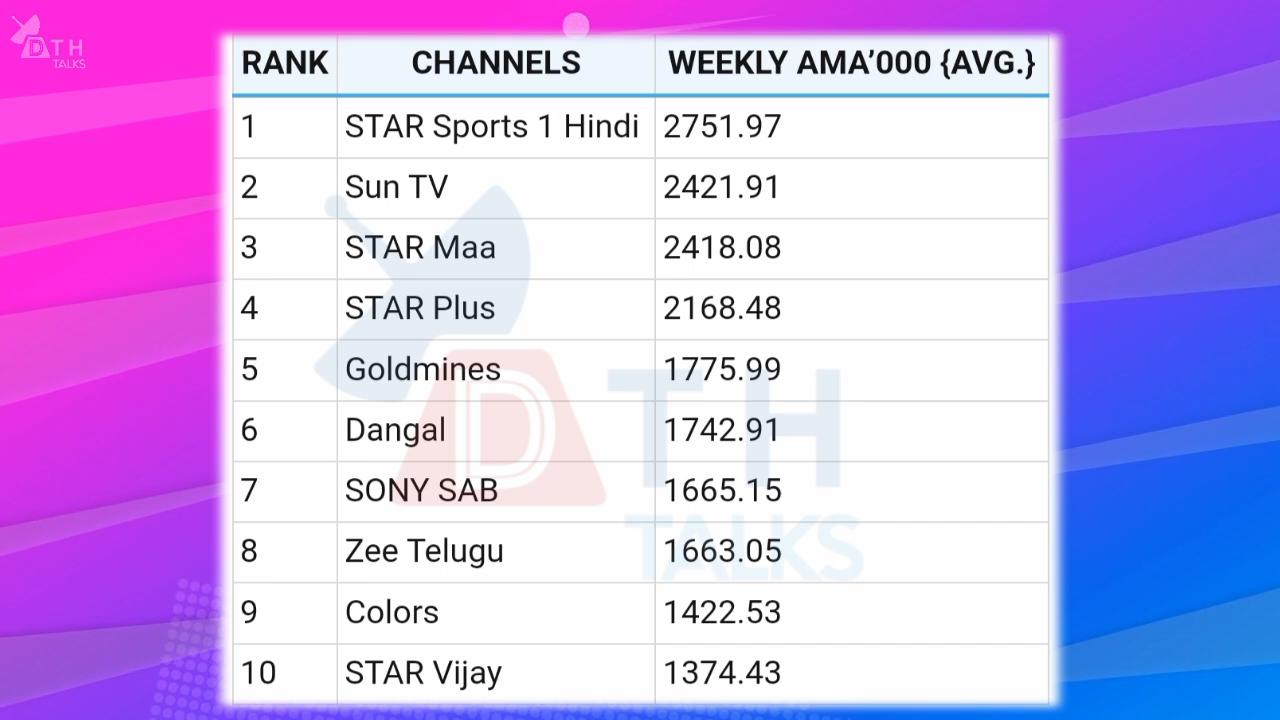 DTH
TALKS
RANK CHANNELS WEEKLY AMA’000 {AVG.}
1 STAR Sports 1 Hindi 2751.97
2 Sun TV 2421.91
3 STAR Maa 2418.08
4 STAR Plus 2168.48
5 Goldmines 1775.99
6 Dangal 1742.91
7 SONY SAB 1665.15
8 Zee Telugu 1663.05
9 Colors 1422.53
10 STAR Vijay 1374.43
DTH
TALKS